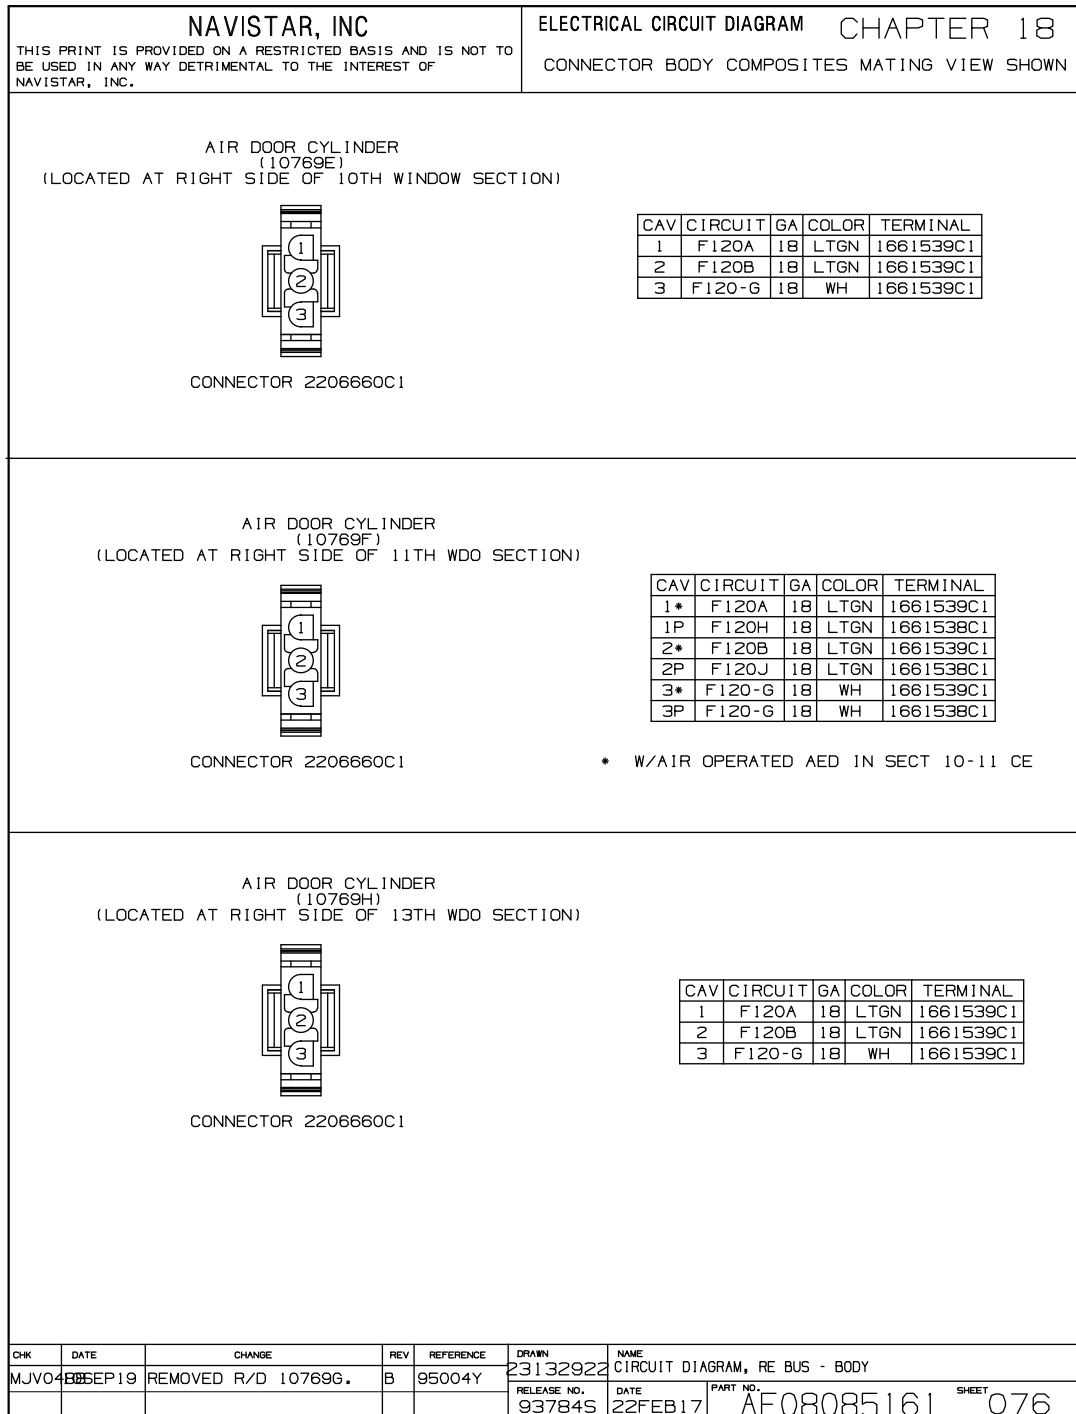 NAVISTAR, INC
THIS PRINT IS PROVIDED ON A RESTRICTED BASIS AND IS NOT TO
BE USED IN ANY WAY DETRIMENTAL TO THE INTEREST OF
NAVISTAR, INC.
ELECTRICAL CIRCUIT DIAGRAM CHAPTER 18
CONNECTOR BODY COMPOSITES MATING VIEW SHOWN
AIR DOOR CYLINDER
(10769E)
(LOCATED AT RIGHT SIDE OF 10TH WINDOW SECTION)
1
2
3
CONNECTOR 2206660C1
CAV CIRCUIT GA COLOR TERMINAL
1 F120A 18 LTGN 1661539C1
2 F120B 18 LTGN 1661539C1
3 F120-G 18 WH 1661539C1
AIR DOOR CYLINDER
(10769F)
(LOCATED AT RIGHT SIDE OF 11TH WDO SECTION)
1
2
3
CONNECTOR 2206660C1
CAV CIRCUIT GA COLOR TERMINAL
1* F120A 18 LTGN 1661539C1
1P F120H 18 LTGN 1661538C1
2* F120B 18 LTGN 1661539C1
2P F120J 18 LTGN 1661538C1
3* F120-G 18 WH 1661539C1
3P F120-G 18 WH 1661538C1
* W/AIR OPERATED AED IN SECT 10-11 CE
AIR DOOR CYLINDER
(10769H)
(LOCATED AT RIGHT SIDE OF 13TH WDO SECTION)
1
2
3
CONNECTOR 2206660C1
CAV CIRCUIT GA COLOR TERMINAL
1 F120A 18 LTGN 1661539C1
2 F120B 18 LTGN 1661539C1
3 F120-G 18 WH 1661539C1
CHK DATE CHANGE REV REFERENCE
REMOVED R/D 10769G. B 95004Y
DRAWN
23132922
NAME
CIRCUIT DIAGRAM, RE BUS - BODY
RELEASE NO.
93784S
DATE
22FEB17
PART NO.
AE08085161
SHEET
076